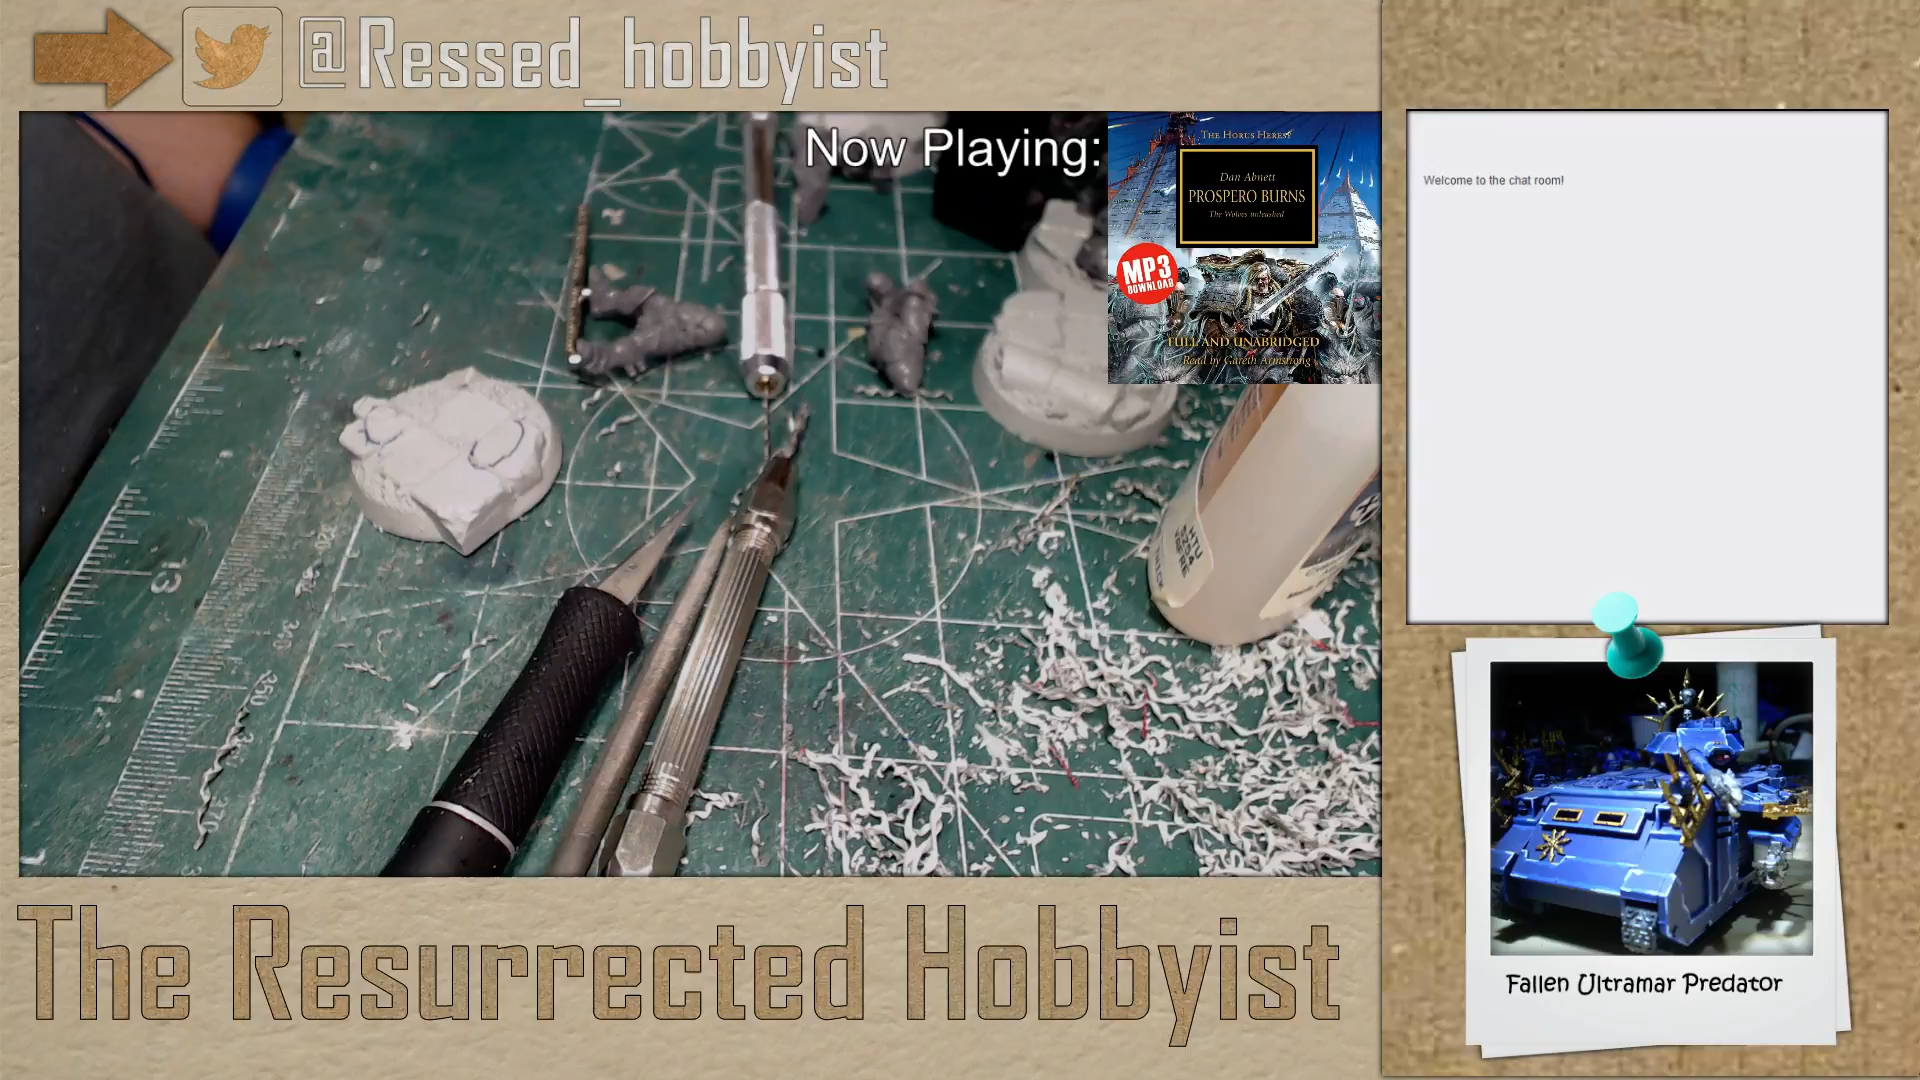 @Ressed_hobbyist
Now Playing:
THE HORUS HERESY
Dan Abnett
PROSPERO BURNS
The Wolves unleashed
MP3
DOWNLOAD
FULL AND UNABRIDGED
Read by Gareth Armstrong
Welcome to the chat room!
13
The Resurrected Hobbyist
Fallen Ultramar Predator